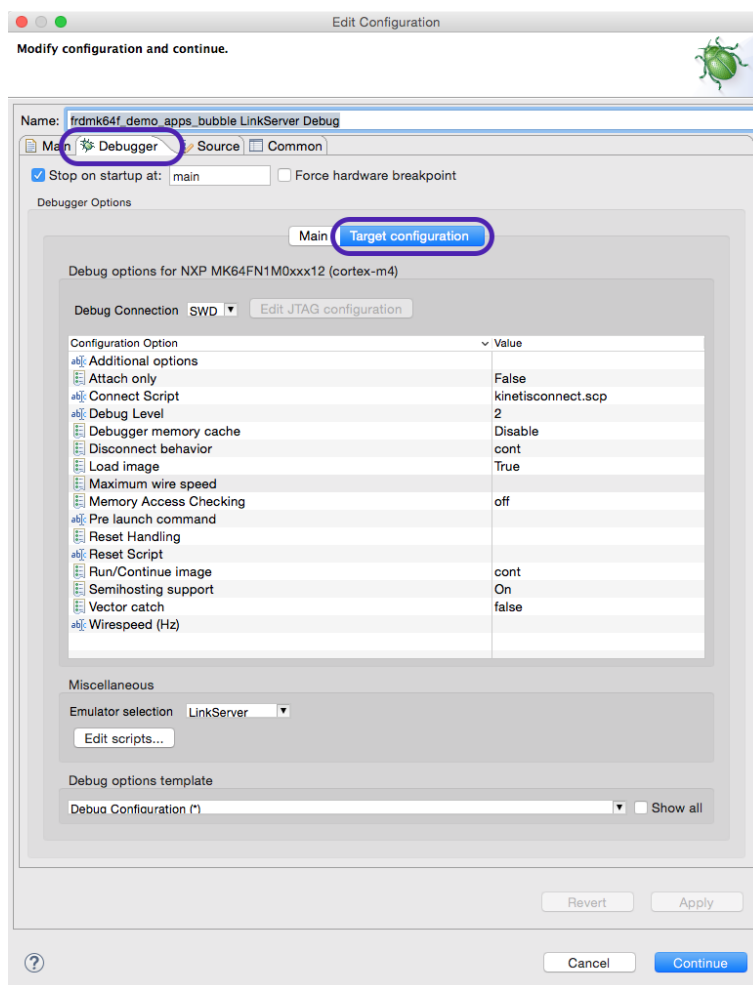 Edit Configuration
Modify configuration and continue.
Name: frdmk64f_demo_apps_bubble LinkServer Debug
Main Debugger Source Common
Stop on startup at: main Force hardware breakpoint
Debugger Options
Main Target configuration
Debug options for NXP MK64FN1M0xxx12 (cortex-m4)
Debug Connection SWD Edit JTAG configuration
Configuration Option Value
Additional options
Attach only False
Connect Script kinetisconnect.scp
Debug Level 2
Debugger memory cache Disable
Disconnect behavior cont
Load image True
Maximum wire speed
Memory Access Checking off
Pre launch command
Reset Handling
Reset Script
Run/Continue image cont
Semihosting support On
Vector catch false
Wirespeed (Hz)
Miscellaneous
Emulator selection LinkServer
Edit scripts...
Debug options template
Debug Configuration (*) Show all
Revert Apply
? Cancel Continue